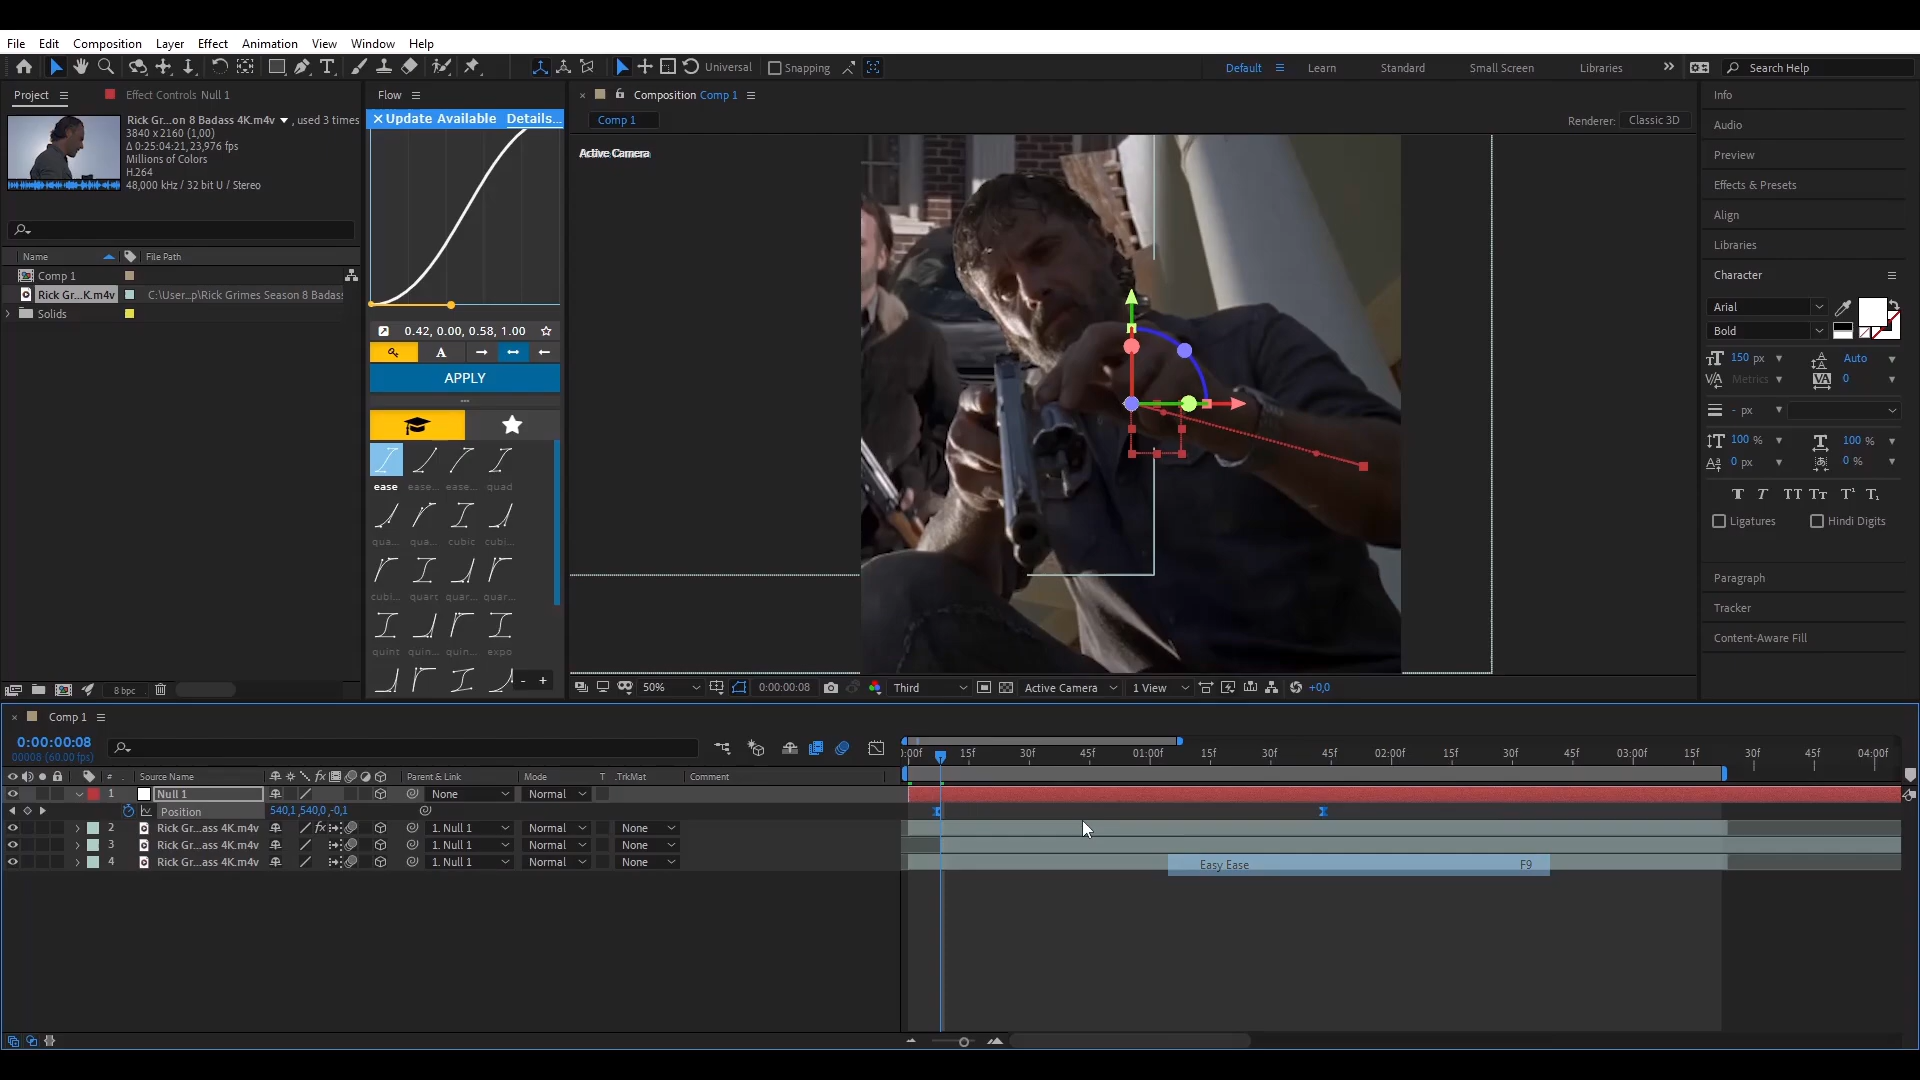 File Edit Composition Layer Effect Animation View Window Help
Universal Snapping Default Learn Standard Small Screen Libraries Search Help
Project Effect Controls Null 1
Rick Gr...on 8 Badass 4K.m4v , used 3 times
3840 x 2160 (1,00)
Δ 0:25:04:21, 23,976 fps
Millions of Colors
H.264
48,000 kHz / 32 bit U / Stereo
Name File Path
Comp 1
Rick Gr...K.m4v C:\User...p\Rick Grimes Season 8 Badass
Solids
8 bpc
Flow
Update Available Details...
0.42, 0.00, 0.58, 1.00
A
APPLY
ease ease... ease... quad
qua... qua... cubic cubi...
cubi... quart quar... quar...
quint quin... quin... expo
- +
Composition Comp 1
Comp 1
Renderer: Classic 3D
Active Camera
50% 0:00:00:08 Third Active Camera 1 View +0,0
Info
Audio
Preview
Effects & Presets
Align
Libraries
Character
Arial
Bold
150 px Auto
Metrics 0
- px
100 % 100 %
0 px 0 %
T T TT Tt T¹ T₁
Ligatures Hindi Digits
Paragraph
Tracker
Content-Aware Fill
Comp 1
0:00:00:08
00008 (60.00 fps)
:00f 15f 30f 45f 01:00f 15f 30f 45f 02:00f 15f 30f 45f 03:00f 15f 30f 45f 04:00f
# Source Name Parent & Link Mode T .TrkMat Comment
1 Null 1 None Normal
Position 540,1,540,0,-0,1
2 Rick Gr...ass 4K.m4v fx 1. Null 1 Normal None
3 Rick Gr...ass 4K.m4v 1. Null 1 Normal None
4 Rick Gr...ass 4K.m4v 1. Null 1 Normal None
Easy Ease F9